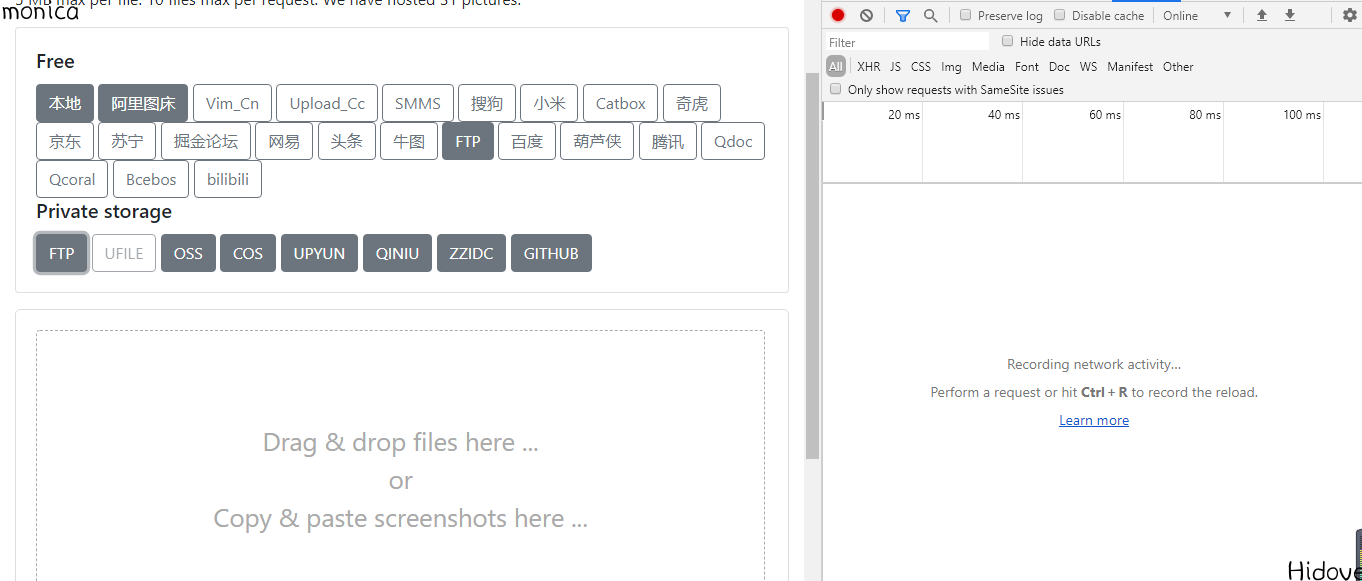 5 MB max per file. 10 files max per request. We have hosted 31 pictures.
monica
Free
本地 阿里图床 Vim_Cn Upload_Cc SMMS 搜狗 小米 Catbox 奇虎
京东 苏宁 掘金论坛 网易 头条 牛图 FTP 百度 葫芦侠 腾讯 Qdoc
Qcoral Bcebos bilibili
Private storage
FTP UFILE OSS COS UPYUN QINIU ZZIDC GITHUB
Drag & drop files here ...
or
Copy & paste screenshots here ...
Preserve log Disable cache Online
Filter Hide data URLs
All XHR JS CSS Img Media Font Doc WS Manifest Other
Only show requests with SameSite issues
20 ms 40 ms 60 ms 80 ms 100 ms
Recording network activity...
Perform a request or hit Ctrl + R to record the reload.
Learn more
Hidove